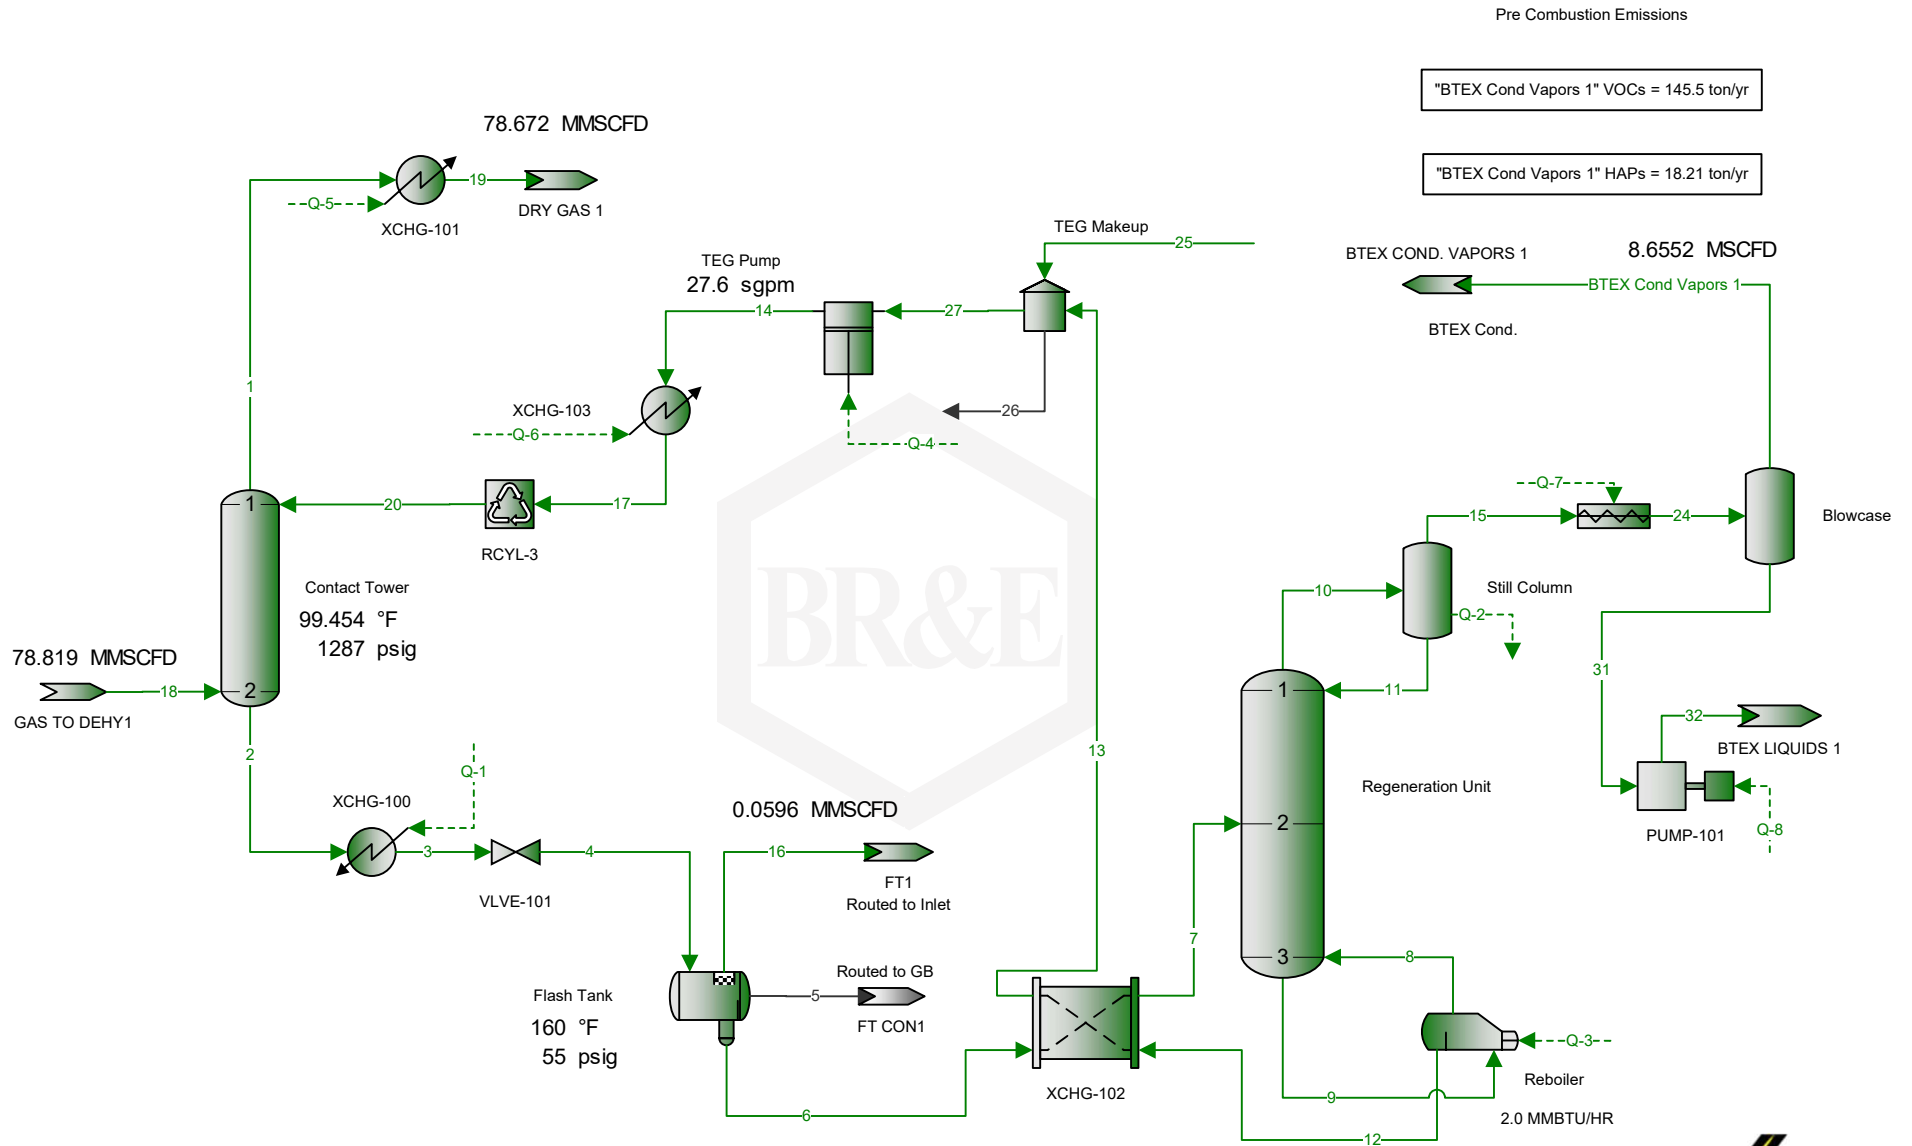 Pre Combustion Emissions
"BTEX Cond Vapors 1" VOCs = 145.5 ton/yr
"BTEX Cond Vapors 1" HAPs = 18.21 ton/yr
78.672 MMSCFD
19
Q-5
DRY GAS 1
XCHG-101
TEG Makeup
25
BTEX COND. VAPORS 1
8.6552 MSCFD
TEG Pump
27.6 sgpm
BTEX Cond Vapors 1
14
27
BTEX Cond.
1
XCHG-103
26
Q-6
Q-4
Q-7
1
20
17
15
24
Blowcase
RCYL-3
Contact Tower
99.454 °F
1287 psig
BR&E
10
Still Column
Q-2
78.819 MMSCFD
18
2
GAS TO DEHY1
31
1
11
32
BTEX LIQUIDS 1
2
13
Q-1
Regeneration Unit
XCHG-100
0.0596 MMSCFD
2
Q-8
PUMP-101
3
4
16
FT1
Routed to Inlet
VLVE-101
7
3
8
Routed to GB
Flash Tank
5
FT CON1
160 °F
55 psig
Q-3
Reboiler
XCHG-102
9
6
2.0 MMBTU/HR
12